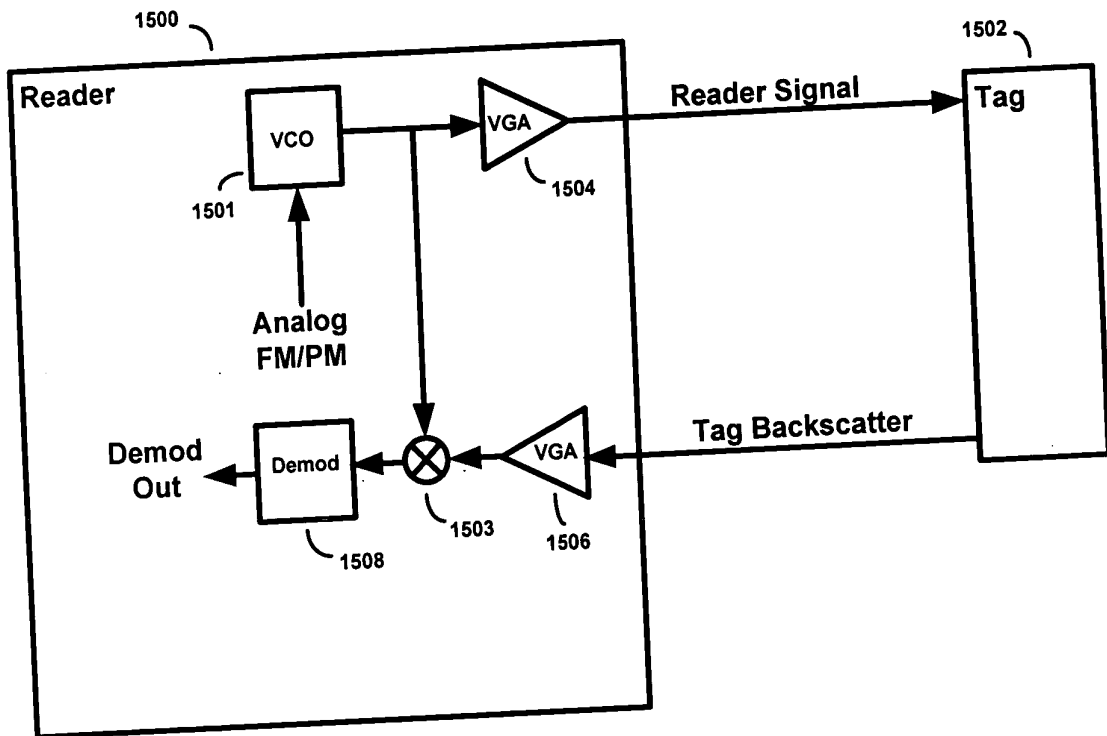 1500
1502
Reader
VCO
VGA
Reader Signal
Tag
1501
1504
Analog
FM/PM
Demod
Out
Demod
VGA
Tag Backscatter
1503
1506
1508